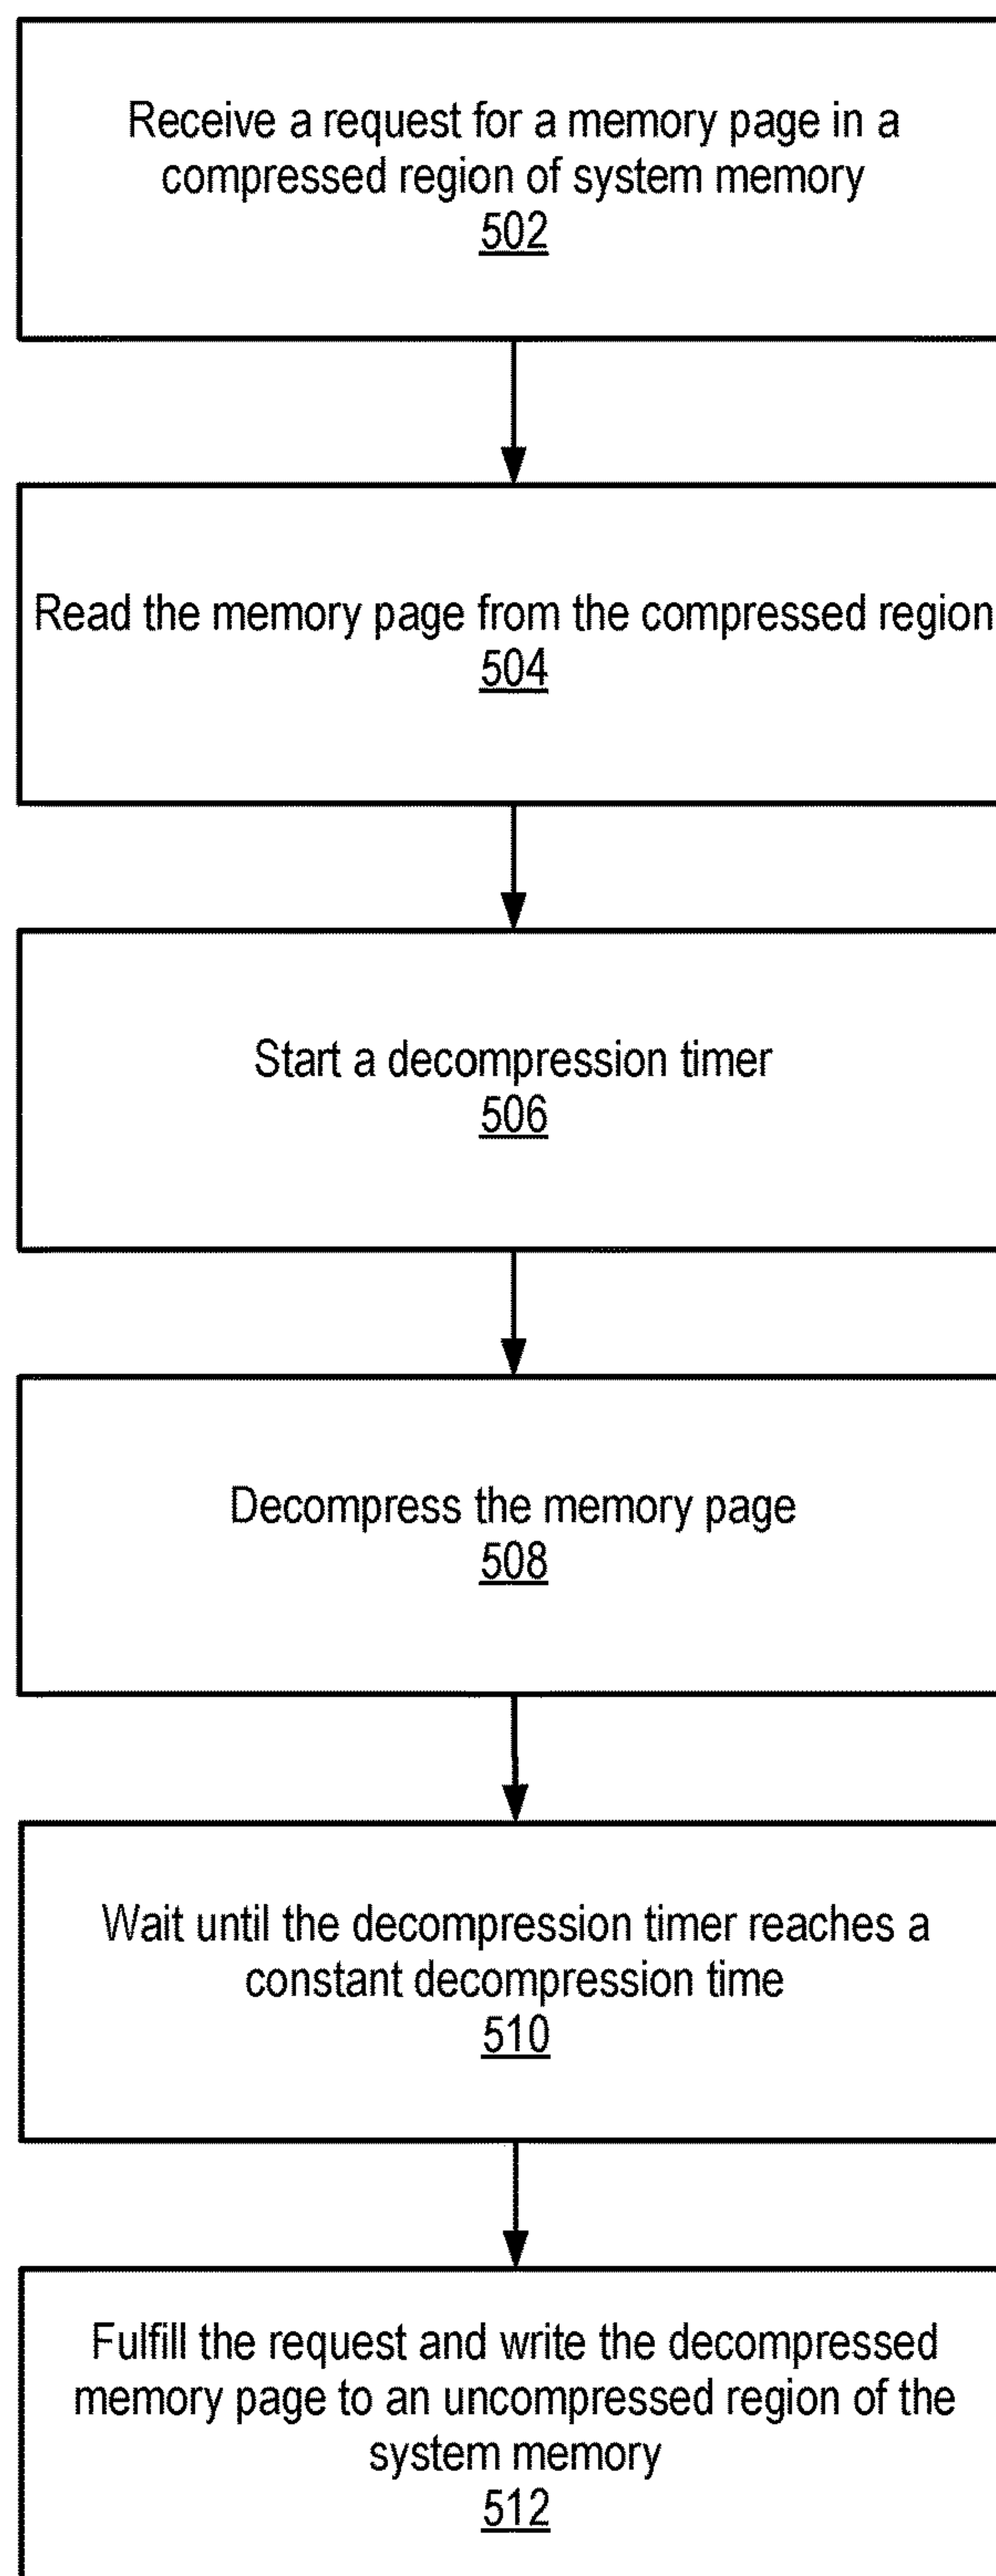 Receive a request for a memory page in a
compressed region of system memory
502
Read the memory page from the compressed region
504
Start a decompression timer
506
Decompress the memory page
508
Wait until the decompression timer reaches a
constant decompression time
510
Fulfill the request and write the decompressed
memory page to an uncompressed region of the
system memory
512